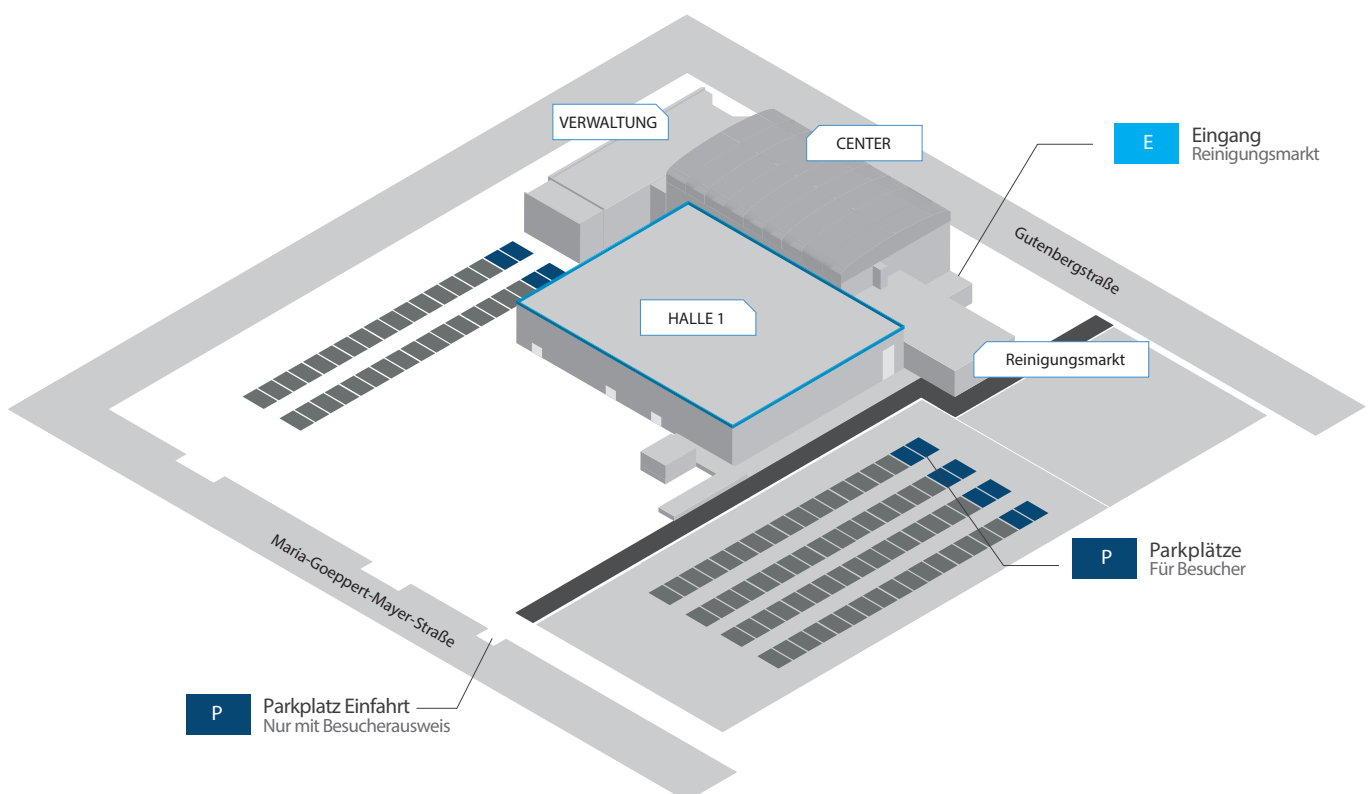 VERWALTUNG
CENTER
E
Eingang
Reinigungsmarkt
Gutenbergstraße
HALLE 1
Reinigungsmarkt
Maria-Goeppert-Mayer-Straße
P
Parkplätze
Für Besucher
P
Parkplatz Einfahrt
Nur mit Besucherausweis